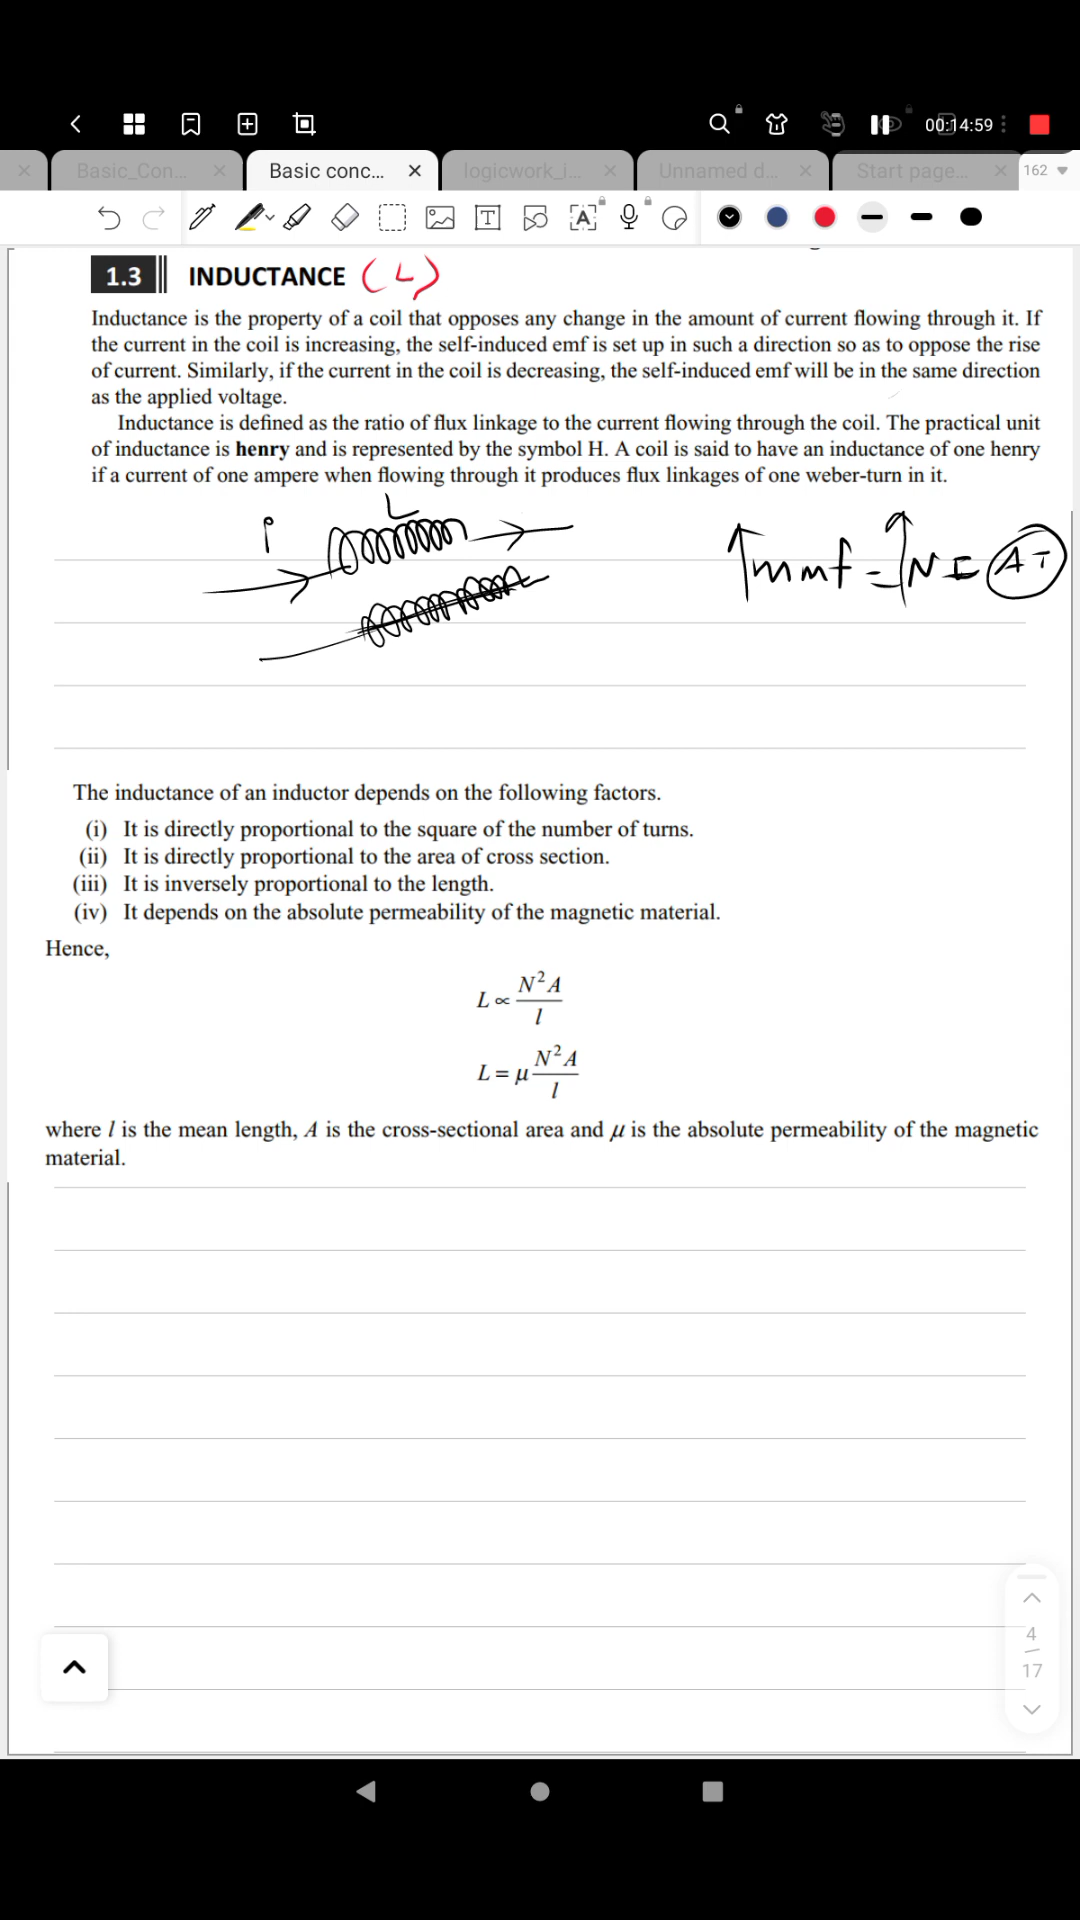 00:14:59
Basic_Con...
Basic conc...
logicwork_i...
Unnamed d...
Start page...
162
1.3 INDUCTANCE (L)
Inductance is the property of a coil that opposes any change in the amount of current flowing through it. If
the current in the coil is increasing, the self-induced emf is set up in such a direction so as to oppose the rise
of current. Similarly, if the current in the coil is decreasing, the self-induced emf will be in the same direction
as the applied voltage.
Inductance is defined as the ratio of flux linkage to the current flowing through the coil. The practical unit
of inductance is henry and is represented by the symbol H. A coil is said to have an inductance of one henry
if a current of one ampere when flowing through it produces flux linkages of one weber-turn in it.
i L
↑mmf = ↑NI AT
The inductance of an inductor depends on the following factors.
(i) It is directly proportional to the square of the number of turns.
(ii) It is directly proportional to the area of cross section.
(iii) It is inversely proportional to the length.
(iv) It depends on the absolute permeability of the magnetic material.
Hence,
L ∝ N² A / l
L = μ N² A / l
where l is the mean length, A is the cross-sectional area and μ is the absolute permeability of the magnetic
material.
4
17